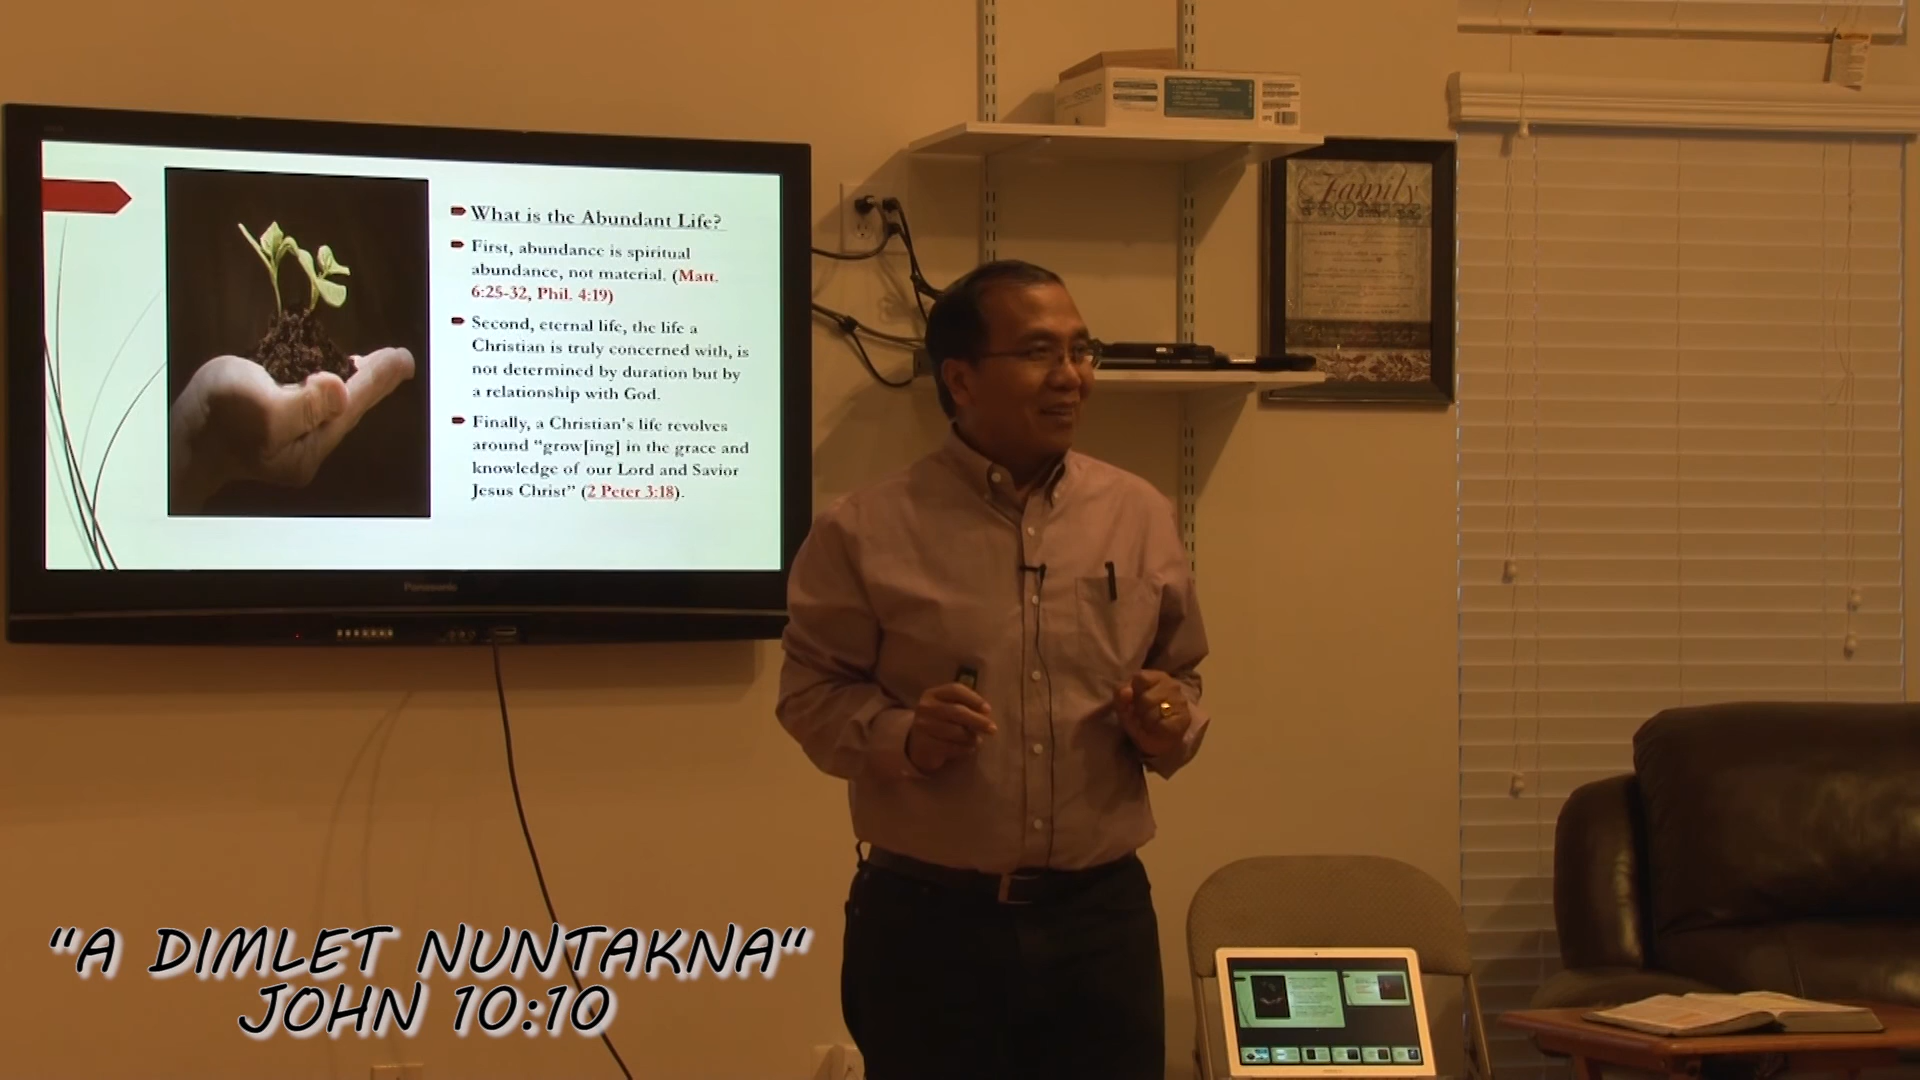 What is the Abundant Life?
First, abundance is spiritual
abundance, not material. (Matt.
6:25-32, Phil. 4:19)
Second, eternal life, the life a
Christian is truly concerned with, is
not determined by duration but by
a relationship with God.
Finally, a Christian's life revolves
around “grow[ing] in the grace and
knowledge of our Lord and Savior
Jesus Christ” (2 Peter 3:18).
Panasonic
Family
“A DIMLET NUNTAKNA“
JOHN 10:10